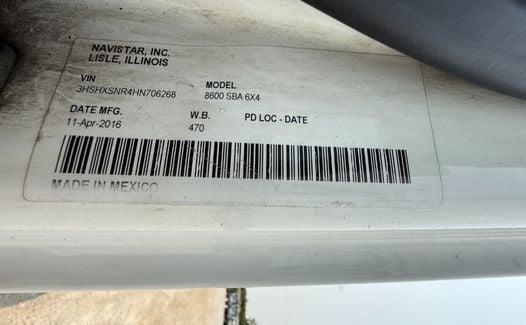 NAVISTAR, INC.
LISLE, ILLINOIS
VIN MODEL
3HSHXSNR4HN706268 8600 SBA 6X4
DATE MFG. W.B. PD LOC - DATE
11-Apr-2016 470
MADE IN MEXICO